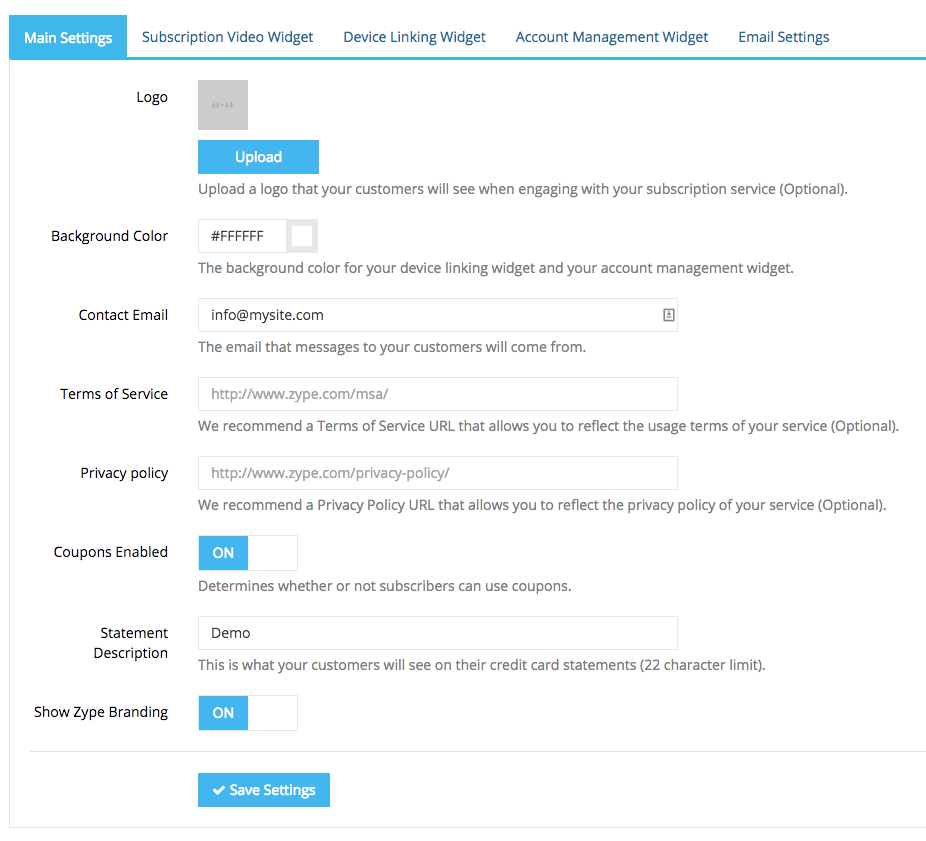 Main Settings Subscription Video Widget Device Linking Widget Account Management Widget Email Settings
Logo
Upload
Upload a logo that your customers will see when engaging with your subscription service (Optional).
Background Color #FFFFFF
The background color for your device linking widget and your account management widget.
Contact Email info@mysite.com
The email that messages to your customers will come from.
Terms of Service http://www.zype.com/msa/
We recommend a Terms of Service URL that allows you to reflect the usage terms of your service (Optional).
Privacy policy http://www.zype.com/privacy-policy/
We recommend a Privacy Policy URL that allows you to reflect the privacy policy of your service (Optional).
Coupons Enabled ON
Determines whether or not subscribers can use coupons.
Statement Description Demo
This is what your customers will see on their credit card statements (22 character limit).
Show Zype Branding ON
Save Settings